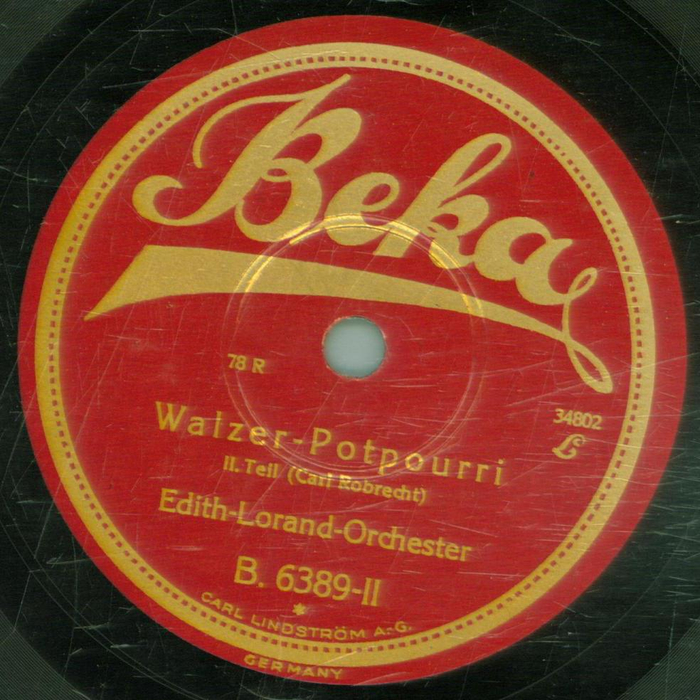 Beka
78 R
34802
L
Walzer-Potpourri
II. Teil (Carl Robrecht)
Edith-Lorand-Orchester
B. 6389-II
*
CARL LINDSTRÖM A.-G.
GERMANY